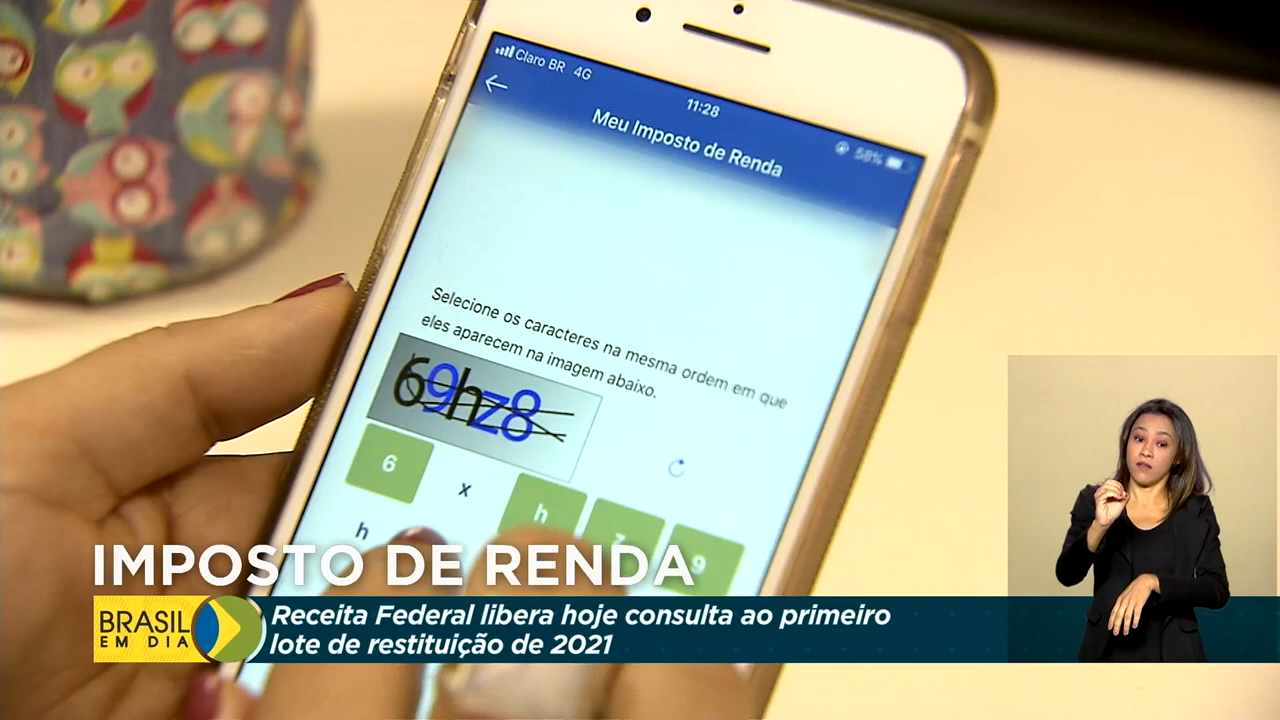 Claro BR 4G
11:28
58%
Meu Imposto de Renda
Selecione os caracteres na mesma ordem em que
eles aparecem na imagem abaixo.
69hz8
6 x h z 9
h
IMPOSTO DE RENDA
BRASIL
EM DIA
Receita Federal libera hoje consulta ao primeiro
lote de restituição de 2021